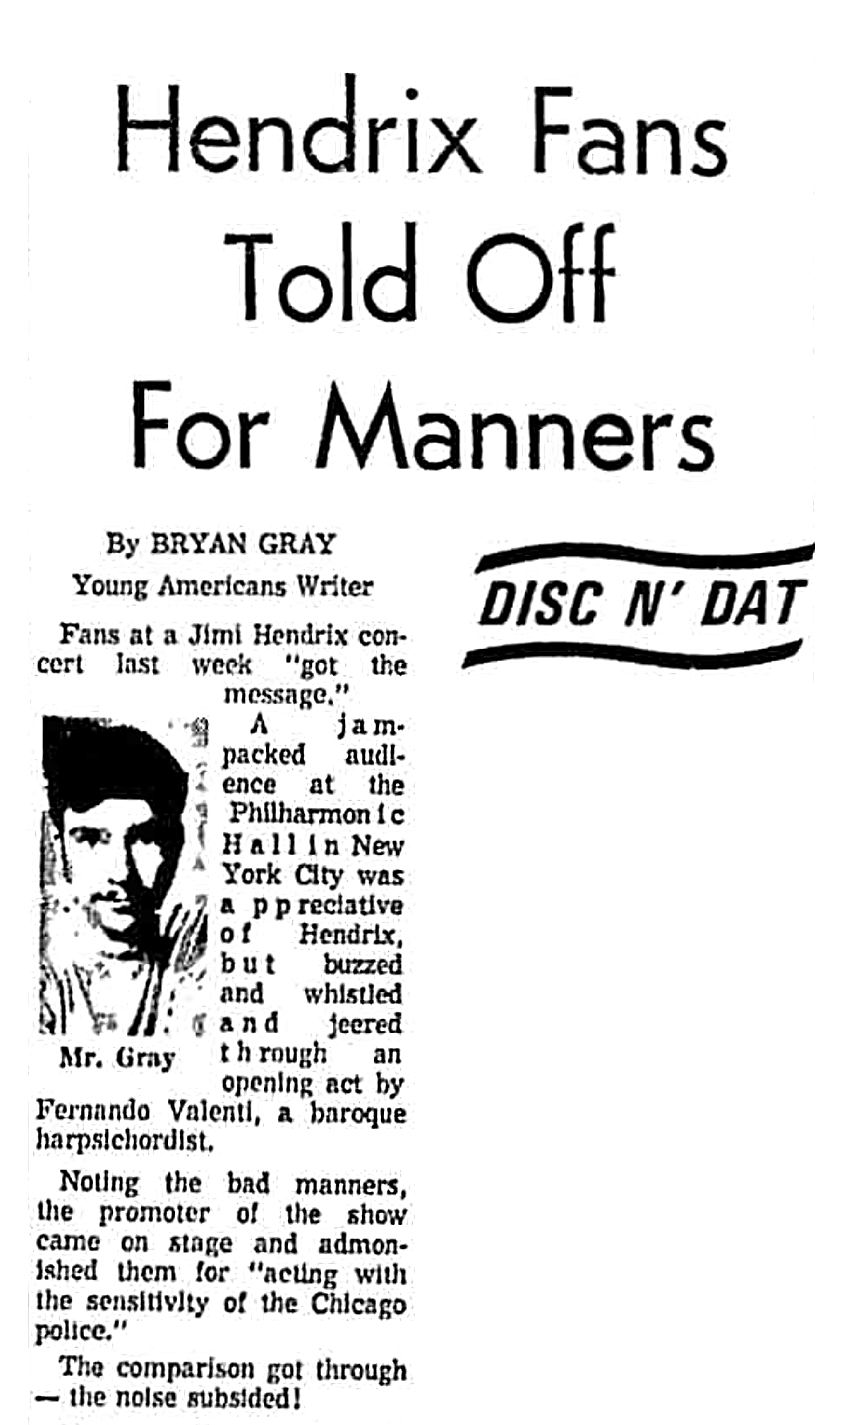 Hendrix Fans
Told Off
For Manners
By BRYAN GRAY
Young Americans Writer
DISC N' DAT
Fans at a Jimi Hendrix con-
cert last week "got the
message."
A jam-
packed audi-
ence at the
Philharmonic
Hall in New
York City was
appreciative
of Hendrix,
but buzzed
and whistled
and jeered
through an
opening act by
Mr. Gray
Fernando Valenti, a baroque
harpsichordist.
Noting the bad manners,
the promoter of the show
came on stage and admon-
ished them for "acting with
the sensitivity of the Chicago
police."
The comparison got through
— the noise subsided!